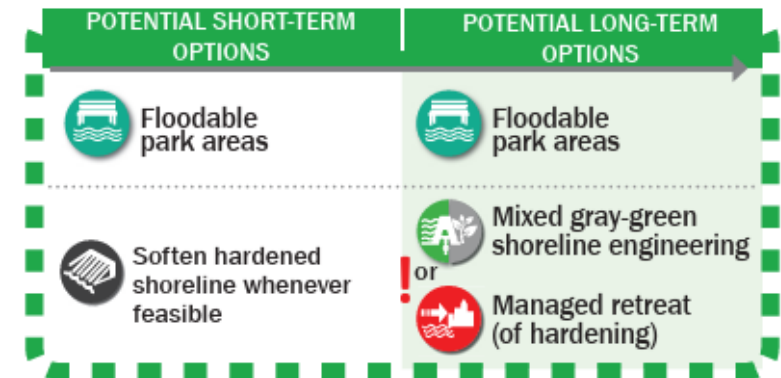 POTENTIAL SHORT-TERM
OPTIONS
POTENTIAL LONG-TERM
OPTIONS
Floodable
park areas
Floodable
park areas
Soften hardened
shoreline whenever
feasible
!
Mixed gray-green
shoreline engineering
or
Managed retreat
(of hardening)